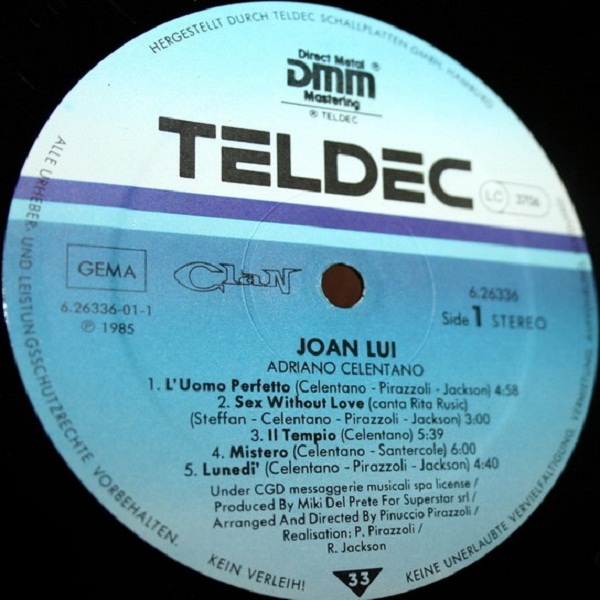 HERGESTELLT DURCH TELDEC SCHALLPLATTEN GMBH, HAMBURG
Direct Metal ®
DMM
Mastering
® TELDEC
TELDEC
LC 3706
GEMA
Clan
6.26336-01-1
℗ 1985
6.26336
Side 1 STEREO
JOAN LUI
ADRIANO CELENTANO
1. L'Uomo Perfetto (Celentano - Pirazzoli - Jackson) 4:58
2. Sex Without Love (canta Rita Rusic)
(Steffan - Celentano - Pirazzoli - Jackson) 3:00
3. Il Tempio (Celentano) 5:39
4. Mistero (Celentano - Santercole) 6:00
5. Lunedi' (Celentano - Pirazzoli - Jackson) 4:40
Under CGD messaggerie musicali spa license /
Produced By Miki Del Prete For Superstar srl /
Arranged And Directed By Pinuccio Pirazzoli /
Realisation: P. Pirazzoli /
R. Jackson
33
ALLE URHEBER- UND LEISTUNGSSCHUTZRECHTE VORBEHALTEN.
KEIN VERLEIH!
KEINE UNERLAUBTE VERVIELFÄLTIGUNG, VERMIETUNG,